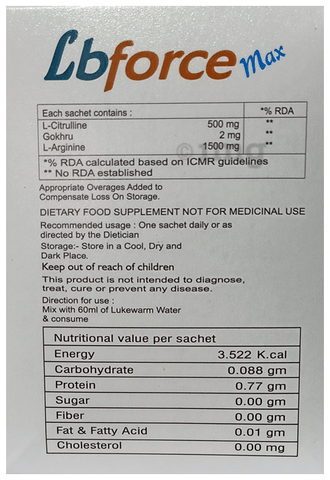 Lbforce Max
Each sachet contains : *% RDA
L-Citrulline 500 mg **
Gokhru 2 mg **
L-Arginine 1500 mg **
*% RDA calculated based on ICMR guidelines
** No RDA established
Appropriate Overages Added to
Compensate Loss On Storage.
DIETARY FOOD SUPPLEMENT NOT FOR MEDICINAL USE
Recommended usage : One sachet daily or as
directed by the Dietician
Storage:- Store in a Cool, Dry and
Dark Place.
Keep out of reach of children
This product is not intended to diagnose,
treat, cure or prevent any disease.
Direction for use :
Mix with 60ml of Lukewarm Water
& consume
Nutritional value per sachet
Energy 3.522 K.cal
Carbohydrate 0.088 gm
Protein 0.77 gm
Sugar 0.00 gm
Fiber 0.00 gm
Fat & Fatty Acid 0.01 gm
Cholesterol 0.00 mg